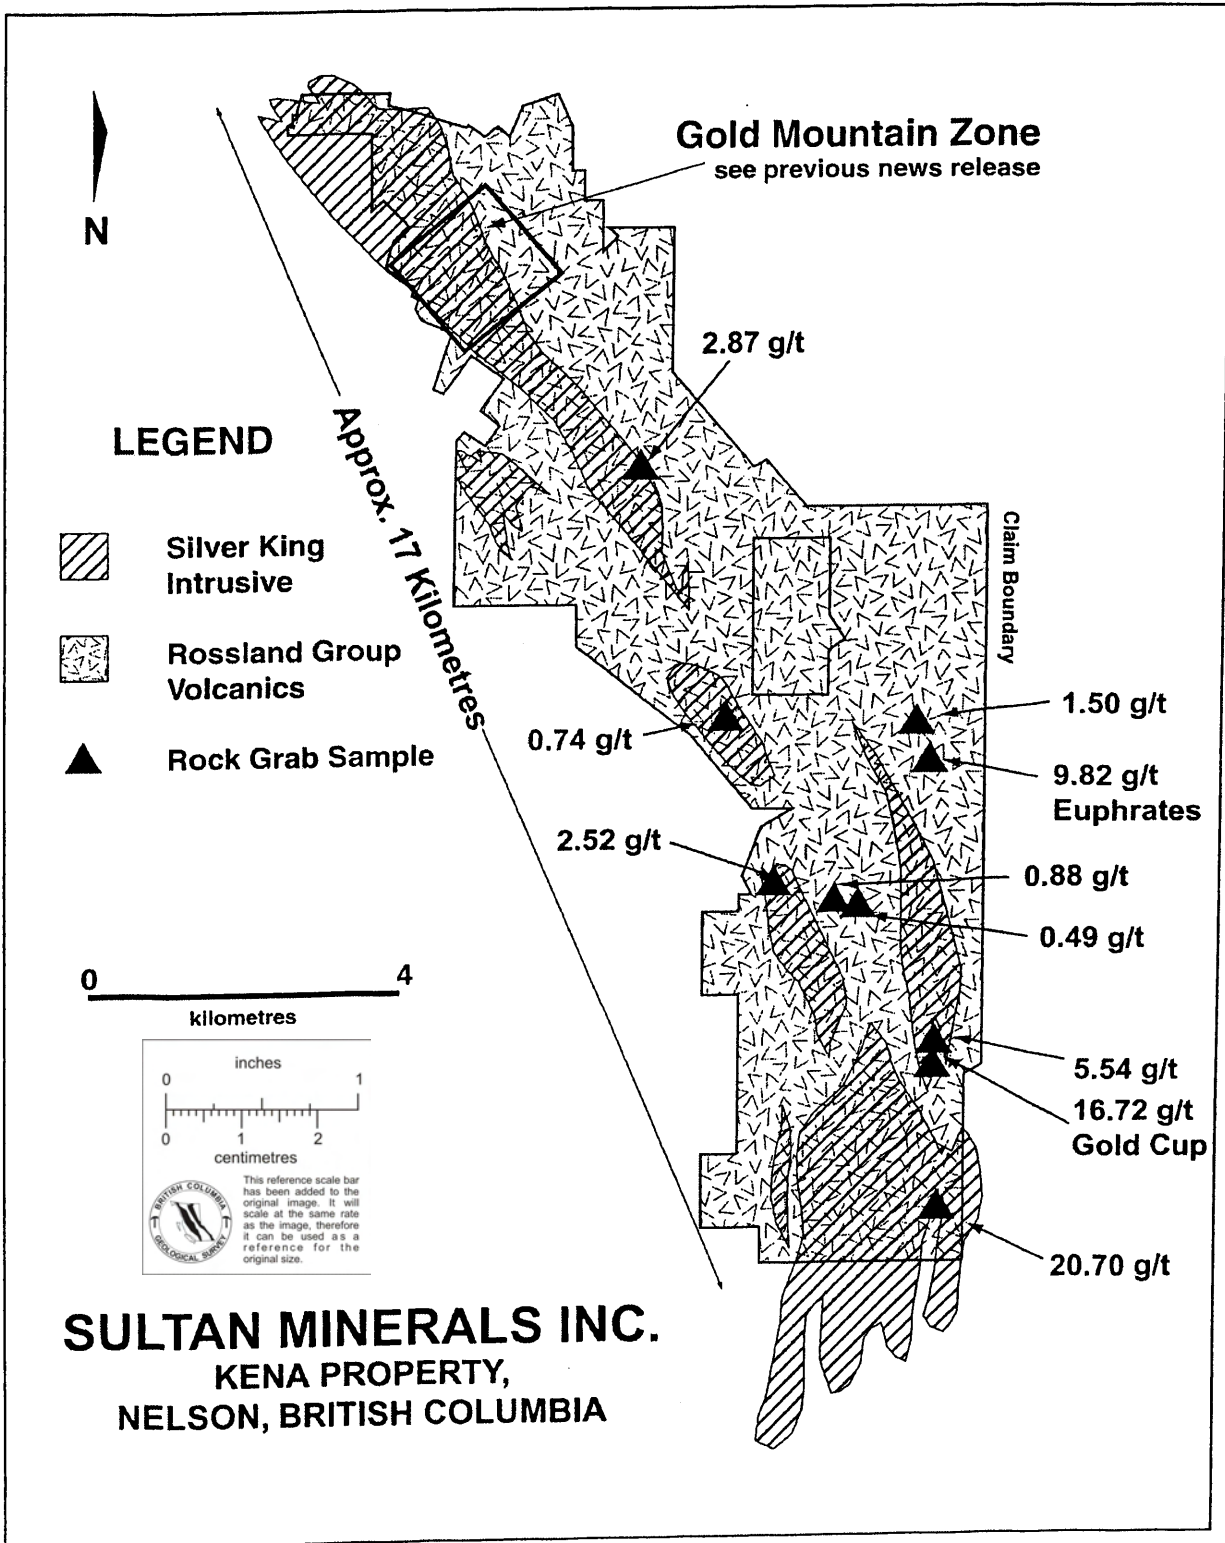 Gold Mountain Zone
see previous news release
N
2.87 g/t
LEGEND
Approx. 17 Kilometres
Silver King
Intrusive
Claim Boundary
Rossland Group
Volcanics
Rock Grab Sample
0.74 g/t
1.50 g/t
9.82 g/t
Euphrates
2.52 g/t
0.88 g/t
0.49 g/t
0 4
kilometres
5.54 g/t
16.72 g/t
Gold Cup
inches
0 1
0 1 2
centimetres
BRITISH COLUMBIA
GEOLOGICAL SURVEY
This reference scale bar
has been added to the
original image. It will
scale at the same rate
as the image, therefore
it can be used as a
reference for the
original size.
20.70 g/t
SULTAN MINERALS INC.
KENA PROPERTY,
NELSON, BRITISH COLUMBIA